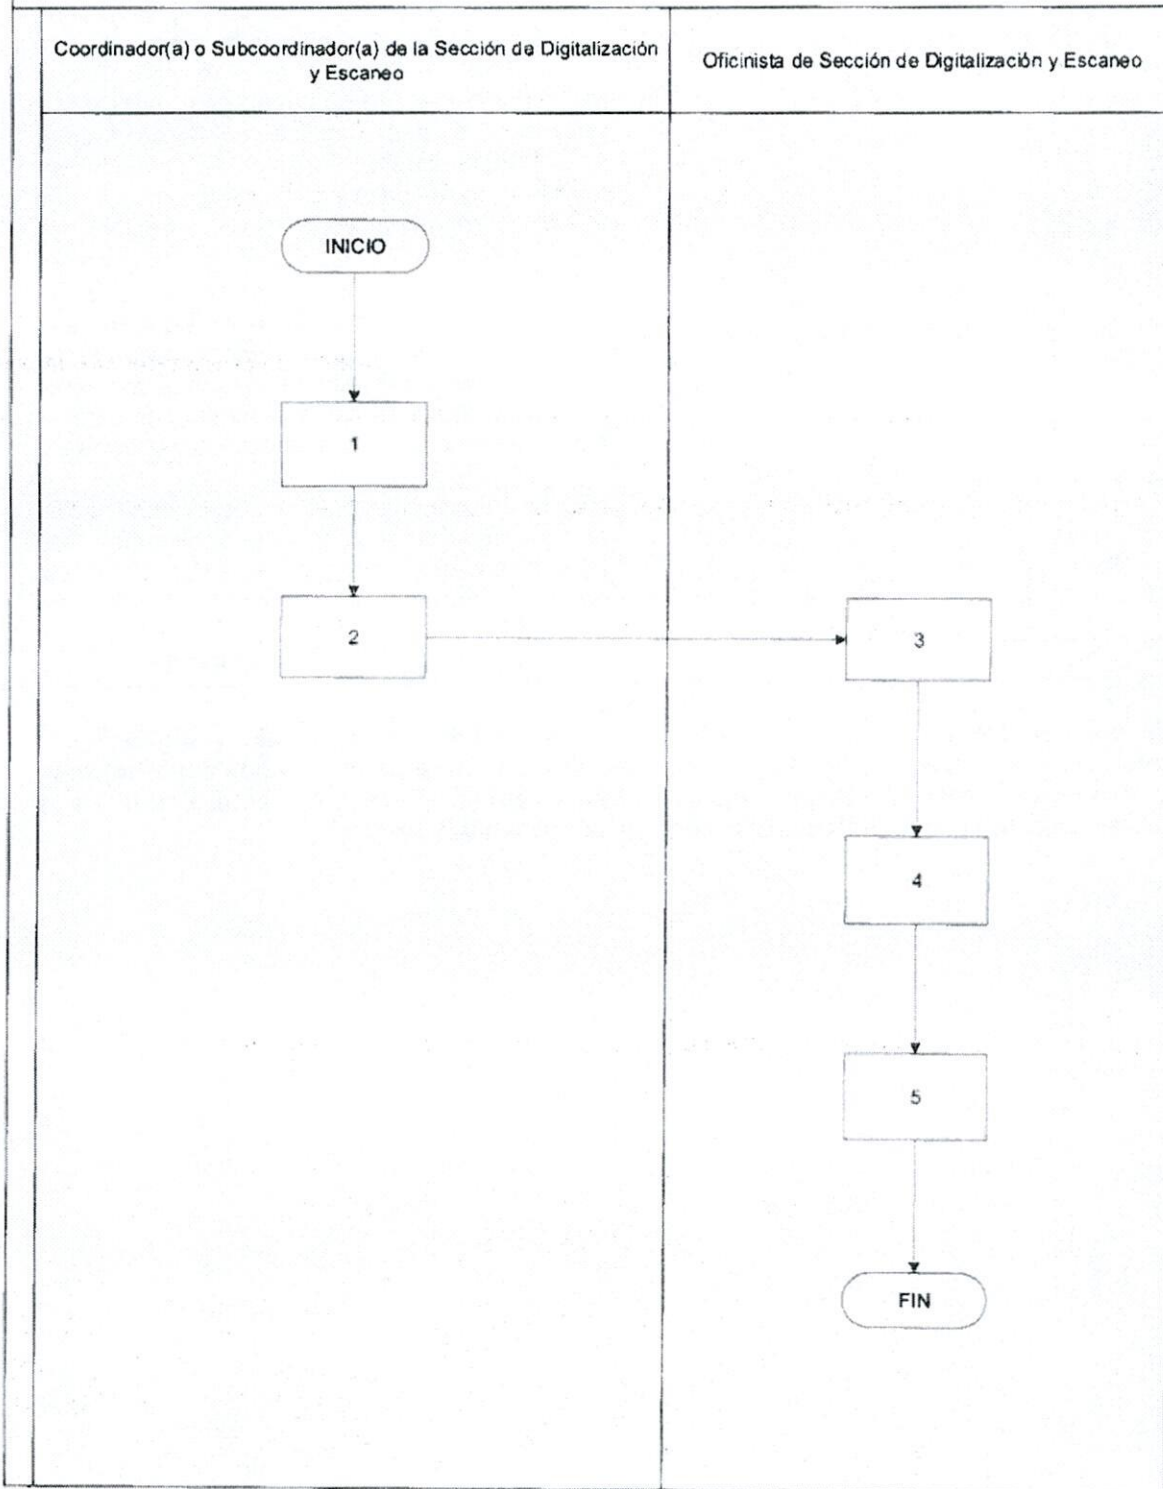 Coordinador(a) o Subcoordinador(a) de la Sección de Digitalización
y Escaneo
Oficinista de Sección de Digitalización y Escaneo
INICIO
1
2
3
4
5
FIN